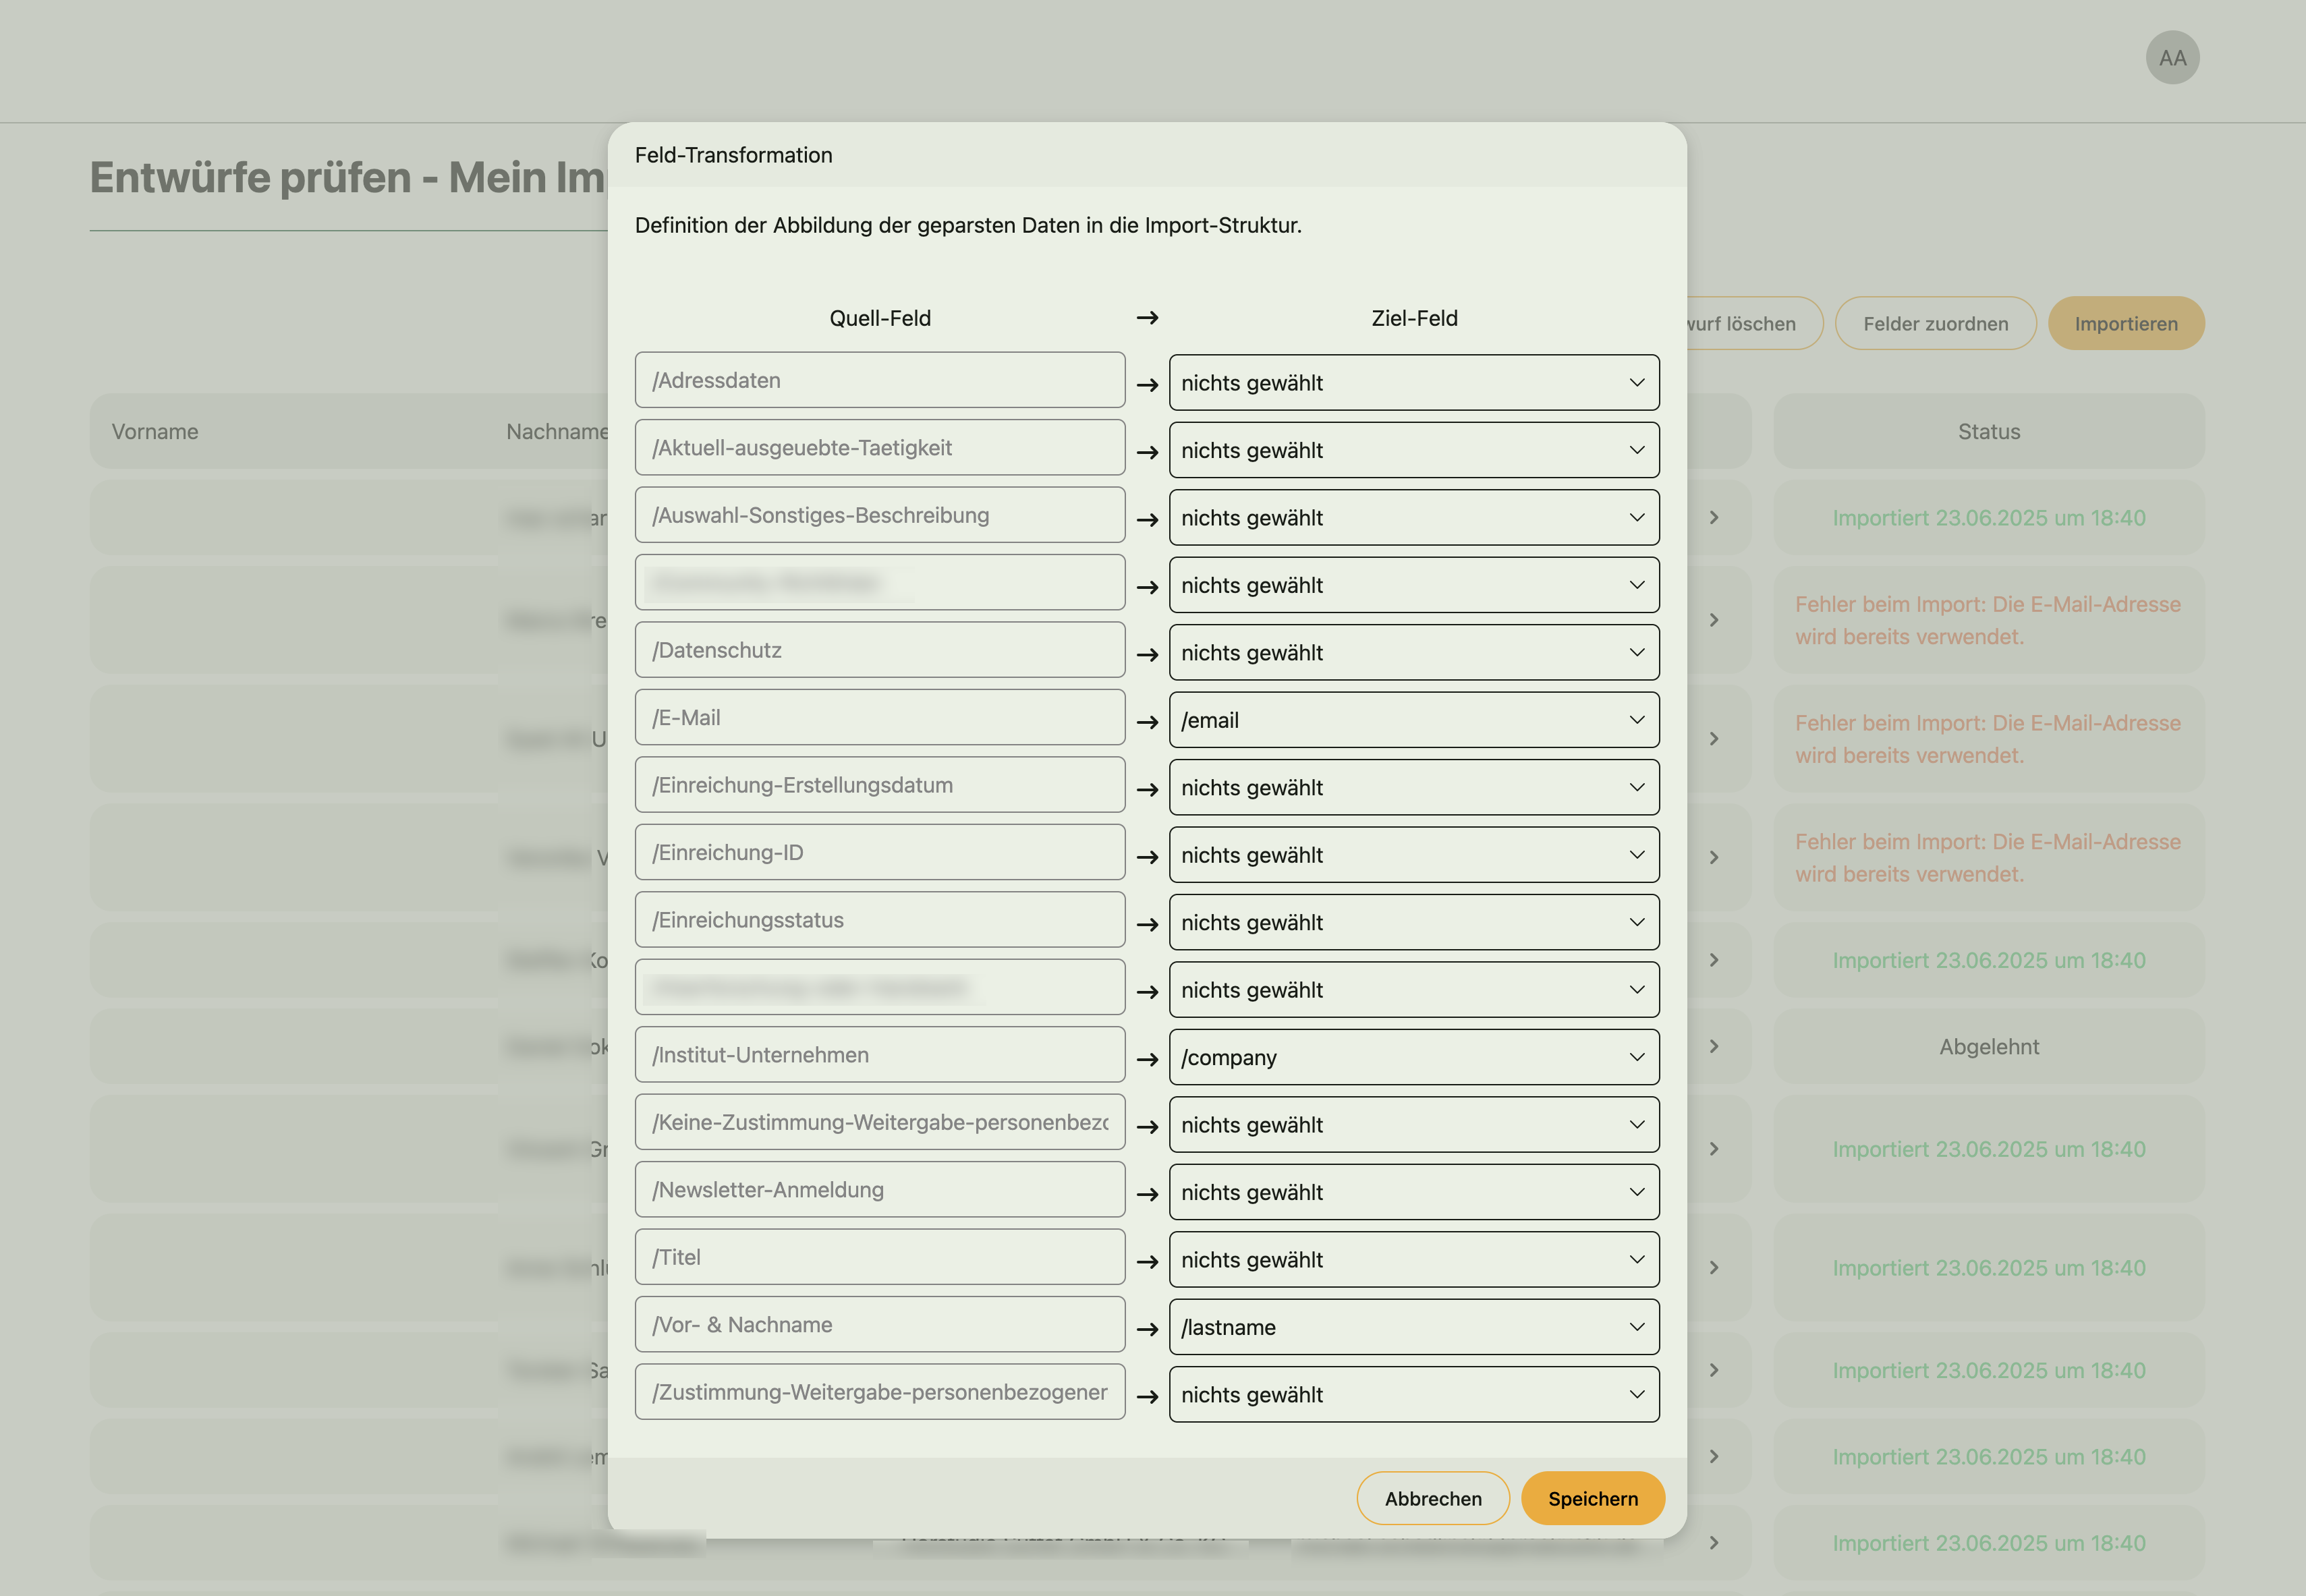 AA
Entwürfe prüfen - Mein Im
Feld-Transformation
Definition der Abbildung der geparsten Daten in die Import-Struktur.
löschen
Felder zuordnen
Importieren
Quell-Feld → Ziel-Feld
Vorname
Nachname
Status
/Adressdaten → nichts gewählt
/Aktuell-ausgeuebte-Taetigkeit → nichts gewählt
/Auswahl-Sonstiges-Beschreibung → nichts gewählt
→ nichts gewählt
/Datenschutz → nichts gewählt
/E-Mail → /email
/Einreichung-Erstellungsdatum → nichts gewählt
/Einreichung-ID → nichts gewählt
/Einreichungsstatus → nichts gewählt
→ nichts gewählt
/Institut-Unternehmen → /company
/Keine-Zustimmung-Weitergabe-personenbezo → nichts gewählt
/Newsletter-Anmeldung → nichts gewählt
/Titel → nichts gewählt
/Vor- & Nachname → /lastname
/Zustimmung-Weitergabe-personenbezogener → nichts gewählt
Abbrechen
Speichern
Importiert 23.06.2025 um 18:40
Fehler beim Import: Die E-Mail-Adresse
wird bereits verwendet.
Fehler beim Import: Die E-Mail-Adresse
wird bereits verwendet.
Fehler beim Import: Die E-Mail-Adresse
wird bereits verwendet.
Importiert 23.06.2025 um 18:40
Abgelehnt
Importiert 23.06.2025 um 18:40
Importiert 23.06.2025 um 18:40
Importiert 23.06.2025 um 18:40
Importiert 23.06.2025 um 18:40
Importiert 23.06.2025 um 18:40